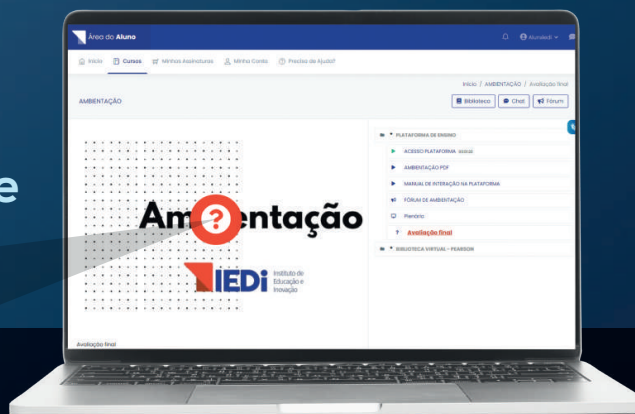 Área do Aluno
AlunoIedi
Início
Cursos
Minhas Assinaturas
Minha Conta
Precisa de Ajuda?
Início / AMBIENTAÇÃO / Avaliação final
AMBIENTAÇÃO
Biblioteca
Chat
Fórum
e
Am ? entação
IEDi
Instituto de
Educação e
Inovação
PLATAFORMA DE ENSINO
ACESSO PLATAFORMA
AMBIENTAÇÃO PDF
MANUAL DE INTERAÇÃO NA PLATAFORMA
FÓRUM DE AMBIENTAÇÃO
Plenário
? Avaliação final
BIBLIOTECA VIRTUAL - PEARSON
Avaliação final